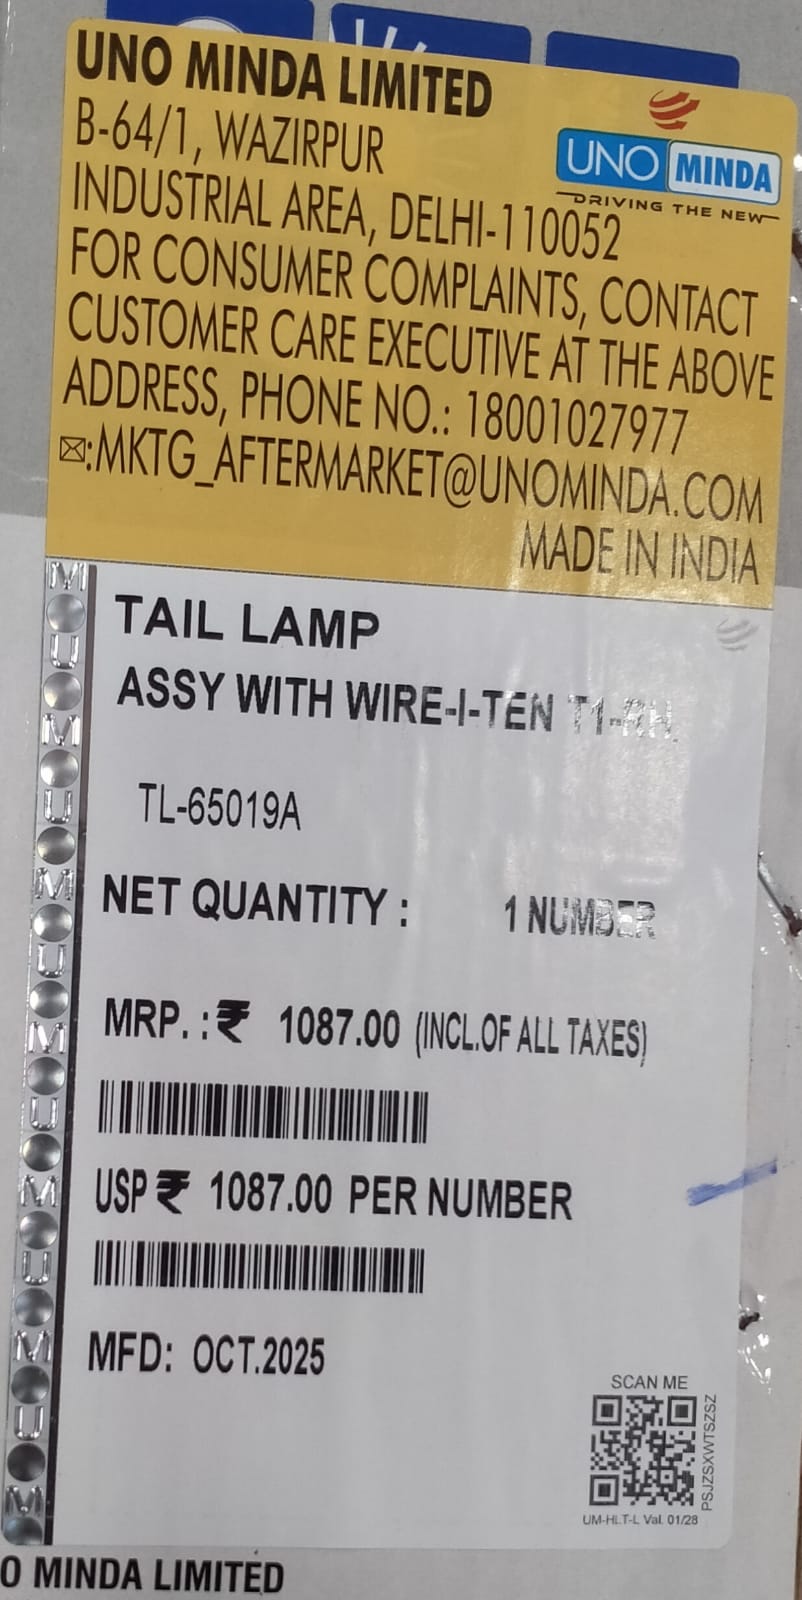 UNO MINDA LIMITED
B-64/1, WAZIRPUR
INDUSTRIAL AREA, DELHI-110052
FOR CONSUMER COMPLAINTS, CONTACT
CUSTOMER CARE EXECUTIVE AT THE ABOVE
ADDRESS, PHONE NO.: 18001027977
✉:MKTG_AFTERMARKET@UNOMINDA.COM
MADE IN INDIA
UNO MINDA
DRIVING THE NEW
TAIL LAMP
ASSY WITH WIRE-I-TEN T1-RH
TL-65019A
NET QUANTITY : 1 NUMBER
MRP. :₹ 1087.00 (INCL.OF ALL TAXES)
USP ₹ 1087.00 PER NUMBER
MFD: OCT.2025
SCAN ME
PSJZSXWTSZSZ
UM-HLT-L Val. 01/28
M U M U M U M U M U M U M
O MINDA LIMITED